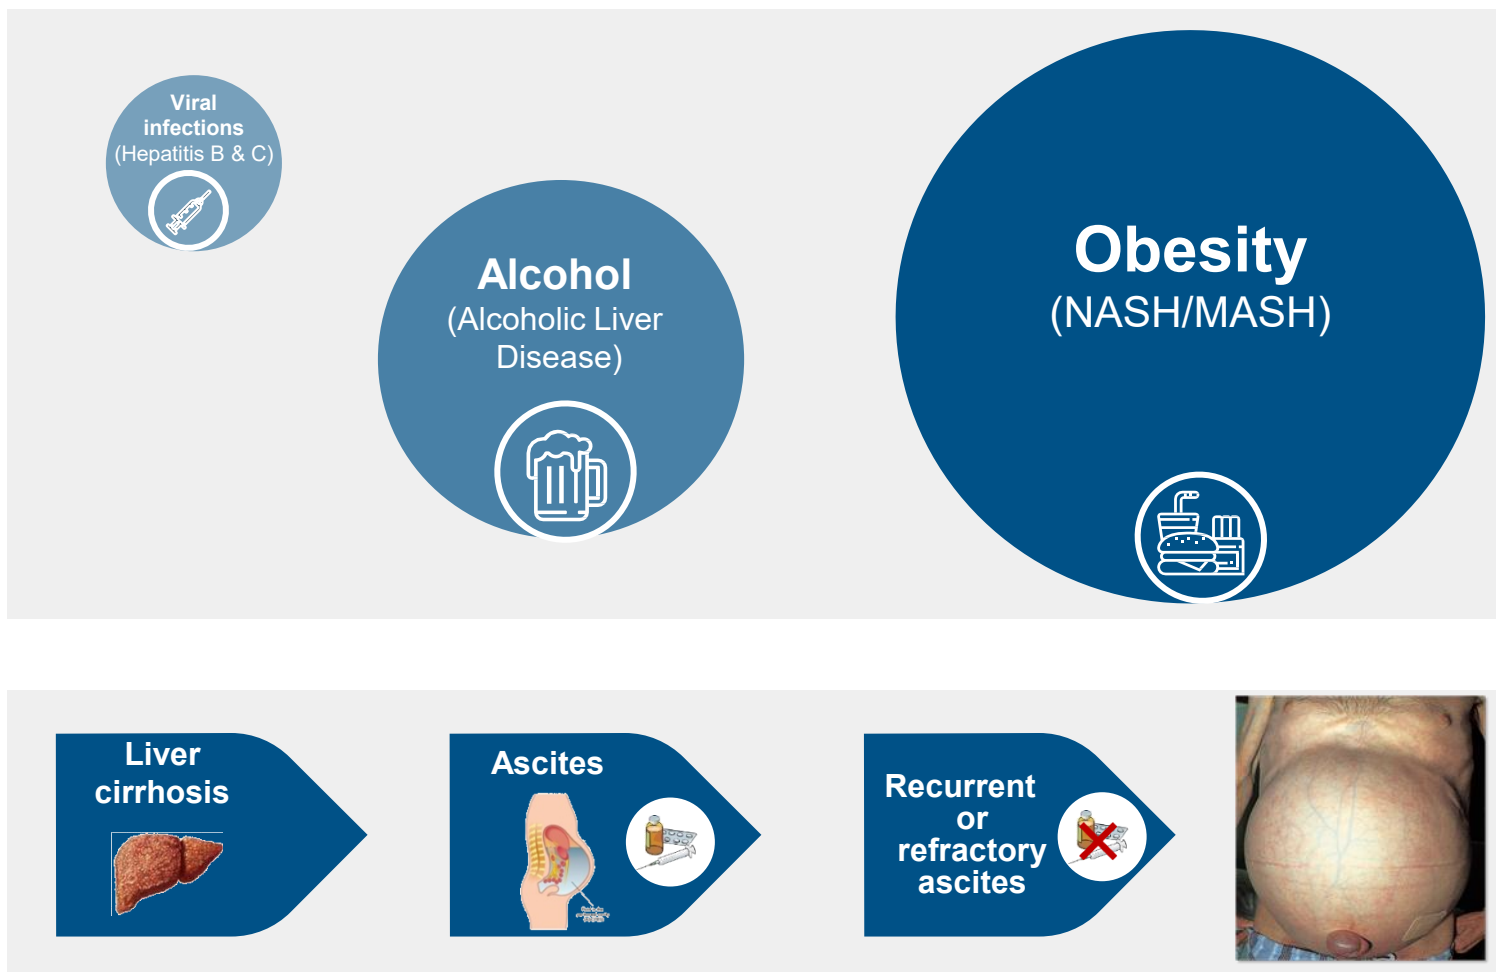 Viral
infections
(Hepatitis B & C)
Alcohol
(Alcoholic Liver
Disease)
Obesity
(NASH/MASH)
Liver
cirrhosis
Ascites
Recurrent
or
refractory
ascites